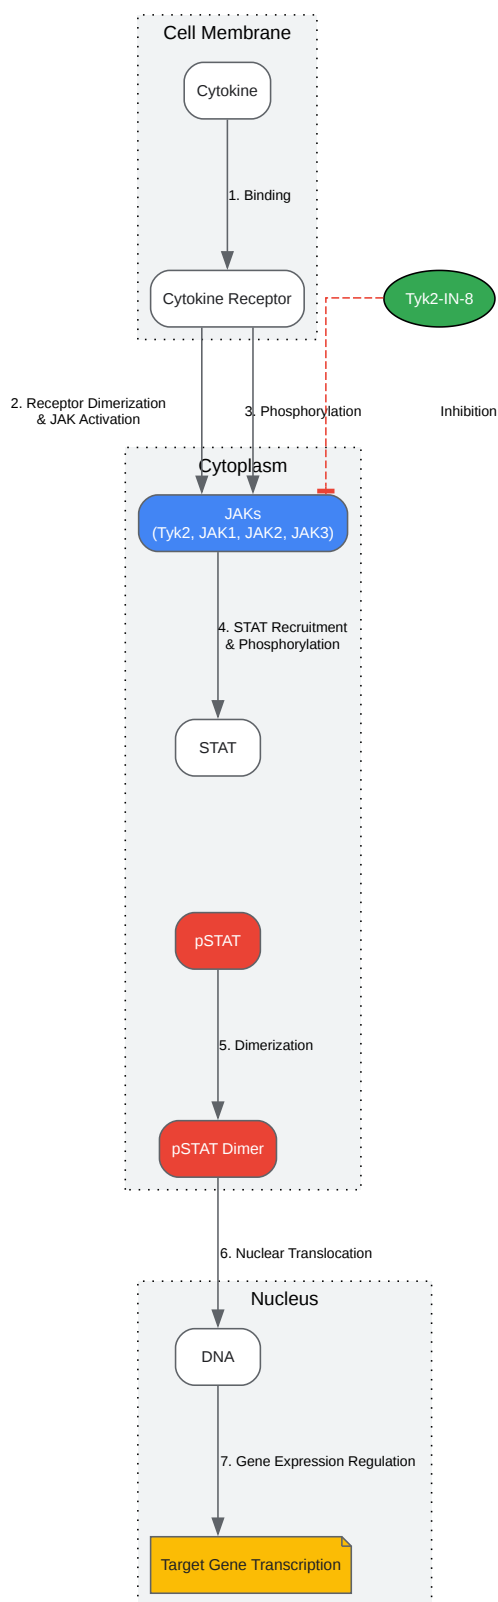 Cell Membrane
Cytokine
1. Binding
Cytokine Receptor
Tyk2-IN-8
2. Receptor Dimerization
& JAK Activation
3. Phosphorylation
Inhibition
Cytoplasm
JAKs
(Tyk2, JAK1, JAK2, JAK3)
4. STAT Recruitment
& Phosphorylation
STAT
pSTAT
5. Dimerization
pSTAT Dimer
6. Nuclear Translocation
Nucleus
DNA
7. Gene Expression Regulation
Target Gene Transcription